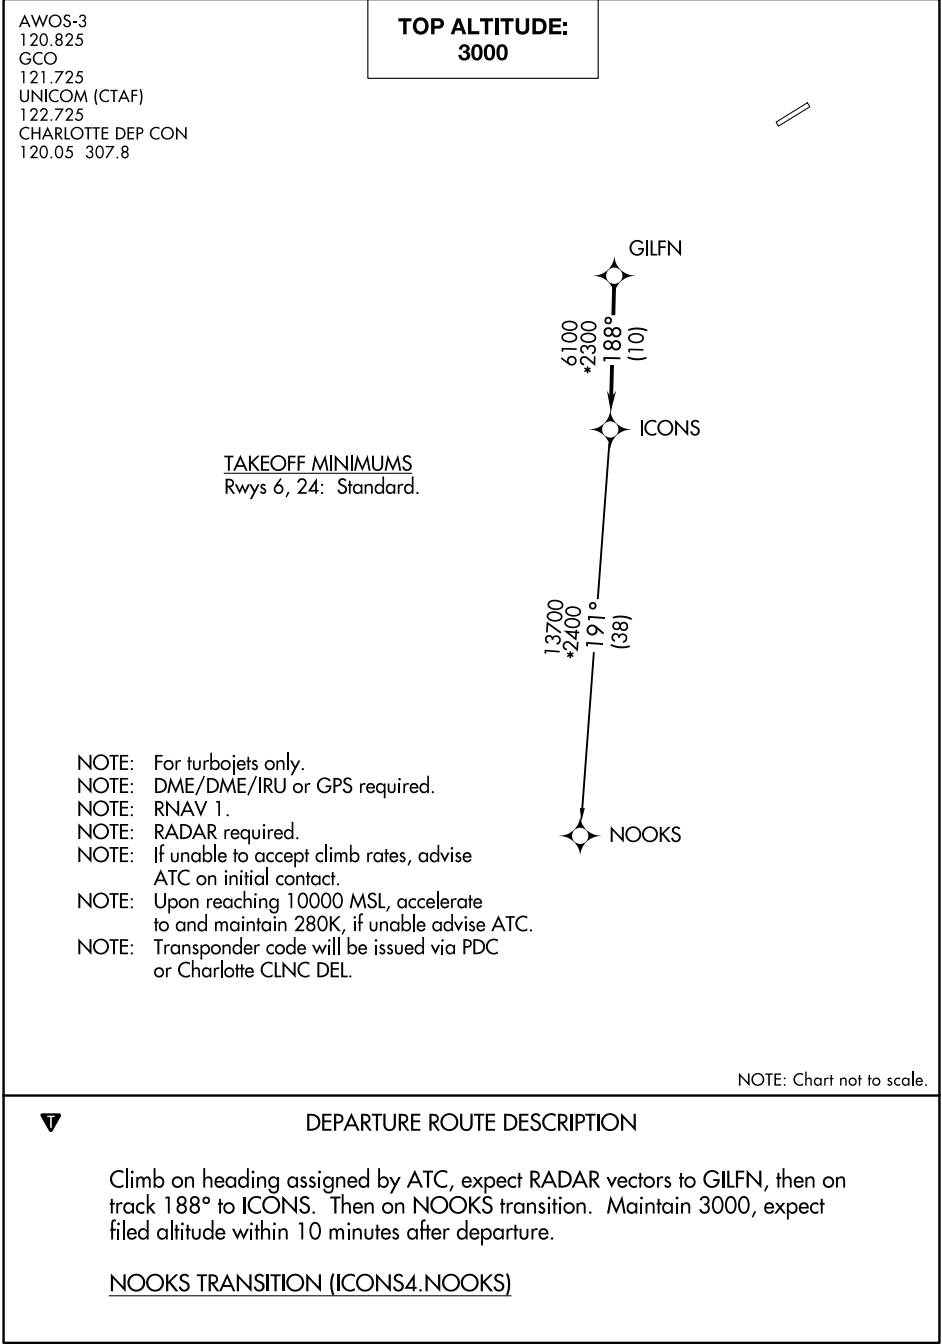 AWOS-3
120.825
GCO
121.725
UNICOM (CTAF)
122.725
CHARLOTTE DEP CON
120.05 307.8
TOP ALTITUDE:
3000
GILFN
6100
*2300
188°
(10)
ICONS
TAKEOFF MINIMUMS
Rwys 6, 24: Standard.
13700
*2400
191°
(38)
NOOKS
NOTE: For turbojets only.
NOTE: DME/DME/IRU or GPS required.
NOTE: RNAV 1.
NOTE: RADAR required.
NOTE: If unable to accept climb rates, advise
ATC on initial contact.
NOTE: Upon reaching 10000 MSL, accelerate
to and maintain 280K, if unable advise ATC.
NOTE: Transponder code will be issued via PDC
or Charlotte CLNC DEL.
NOTE: Chart not to scale.
T
DEPARTURE ROUTE DESCRIPTION
Climb on heading assigned by ATC, expect RADAR vectors to GILFN, then on
track 188° to ICONS. Then on NOOKS transition. Maintain 3000, expect
filed altitude within 10 minutes after departure.
NOOKS TRANSITION (ICONS4.NOOKS)